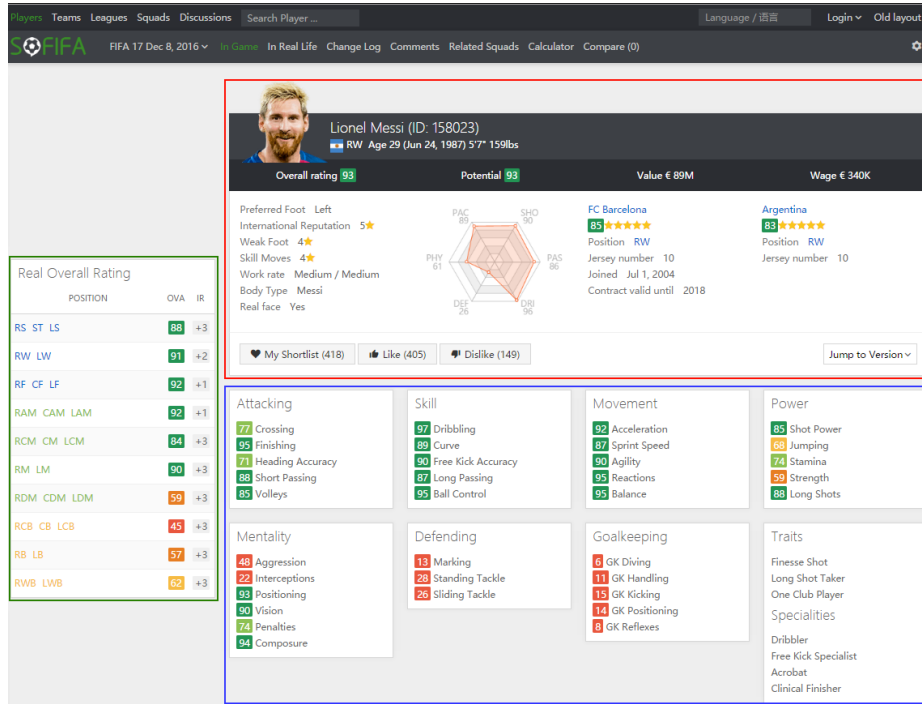 Players Teams Leagues Squads Discussions Search Player ... Language / 语言 Login Old layout
SOFIFA FIFA 17 Dec 8, 2016 In Game In Real Life Change Log Comments Related Squads Calculator Compare (0)
Lionel Messi (ID: 158023)
RW Age 29 (Jun 24, 1987) 5'7" 159lbs
Overall rating 93 Potential 93 Value € 89M Wage € 340K
Preferred Foot Left
International Reputation 5
Weak Foot 4
Skill Moves 4
Work rate Medium / Medium
Body Type Messi
Real face Yes
PAC
89
SHO
90
PHY
61
PAS
86
DEF
26
DRI
96
FC Barcelona
85
Position RW
Jersey number 10
Joined Jul 1, 2004
Contract valid until 2018
Argentina
83
Position RW
Jersey number 10
My Shortlist (418) Like (405) Dislike (149) Jump to Version
Real Overall Rating
POSITION OVA IR
RS ST LS 88 +3
RW LW 91 +2
RF CF LF 92 +1
RAM CAM LAM 92 +1
RCM CM LCM 84 +3
RM LM 90 +3
RDM CDM LDM 59 +3
RCB CB LCB 45 +3
RB LB 57 +3
RWB LWB 62 +3
Attacking
77 Crossing
95 Finishing
71 Heading Accuracy
88 Short Passing
85 Volleys
Skill
97 Dribbling
89 Curve
90 Free Kick Accuracy
87 Long Passing
95 Ball Control
Movement
92 Acceleration
87 Sprint Speed
90 Agility
95 Reactions
95 Balance
Power
85 Shot Power
68 Jumping
74 Stamina
59 Strength
88 Long Shots
Mentality
48 Aggression
22 Interceptions
93 Positioning
90 Vision
74 Penalties
94 Composure
Defending
13 Marking
28 Standing Tackle
26 Sliding Tackle
Goalkeeping
6 GK Diving
11 GK Handling
15 GK Kicking
14 GK Positioning
8 GK Reflexes
Traits
Finesse Shot
Long Shot Taker
One Club Player
Specialities
Dribbler
Free Kick Specialist
Acrobat
Clinical Finisher